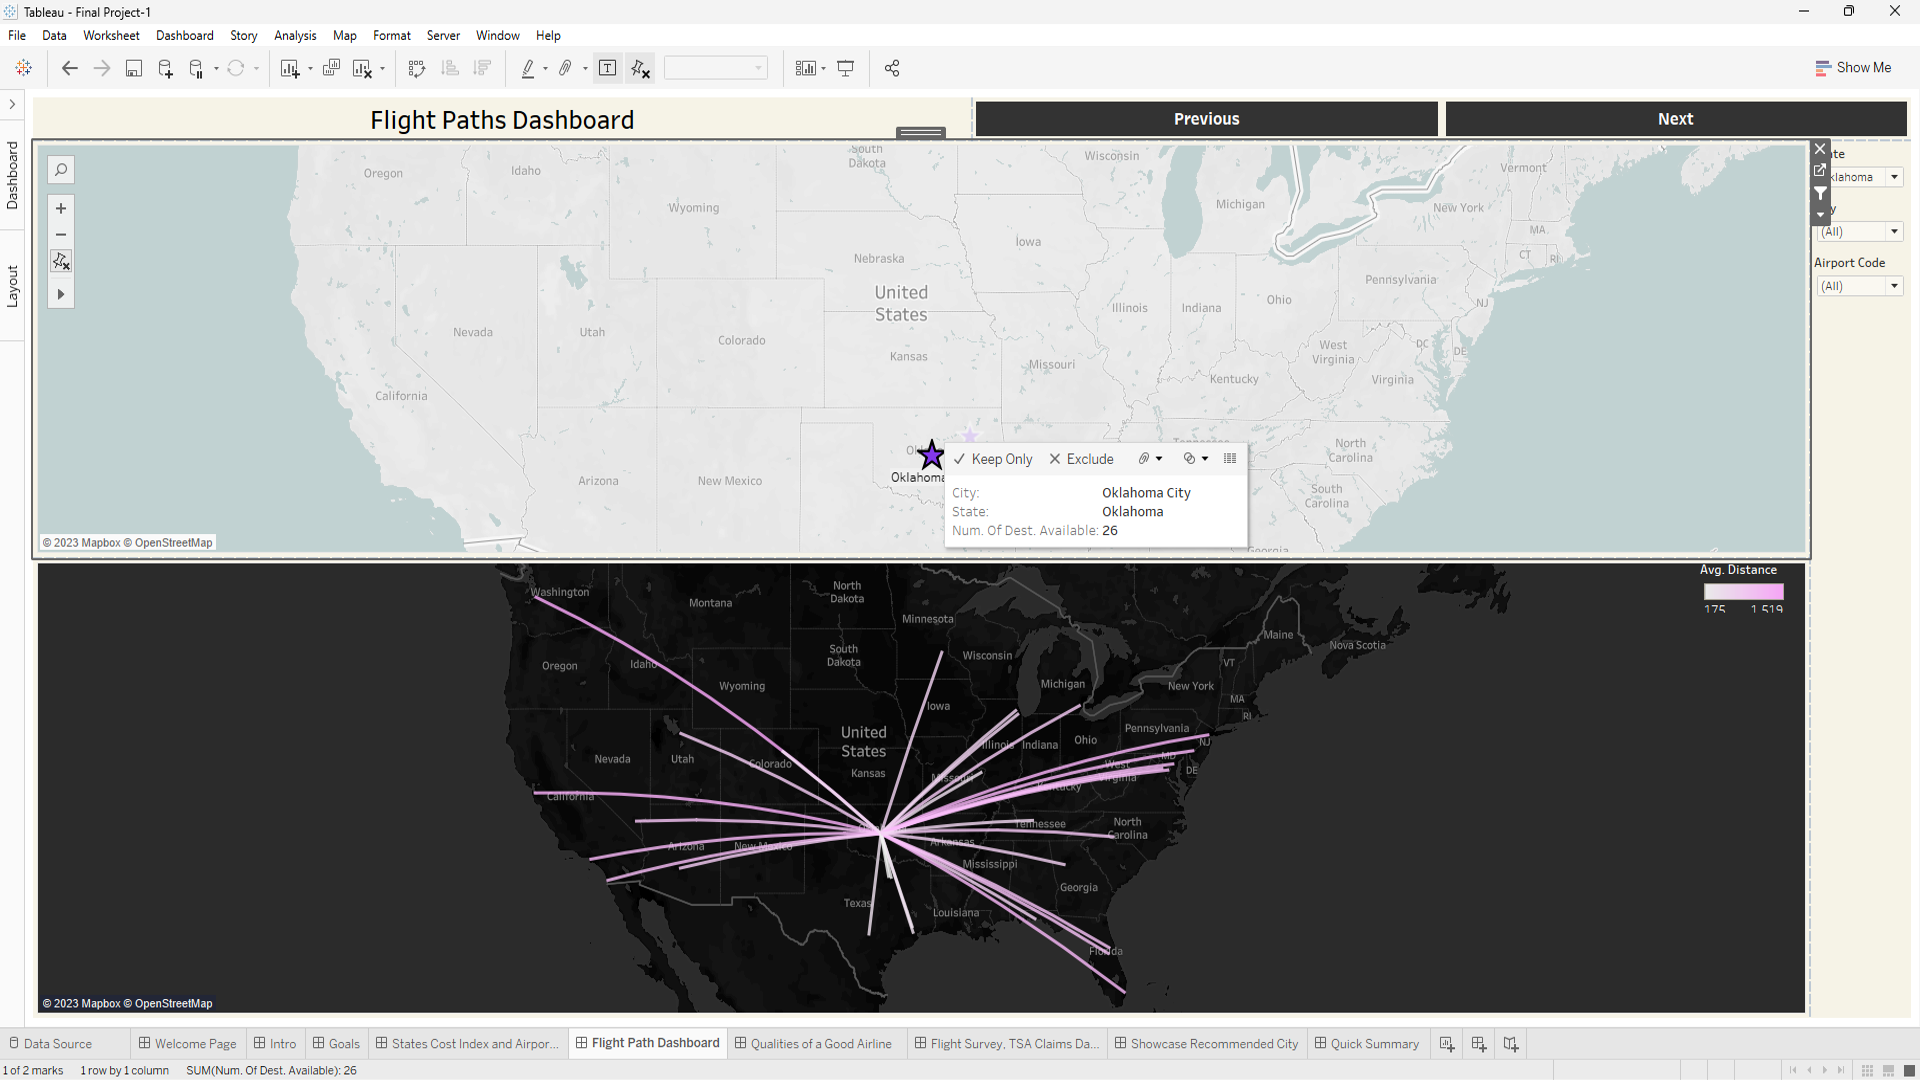 Tableau - Final Project-1
File Data Worksheet Dashboard Story Analysis Map Format Server Window Help
Show Me
Dashboard
Layout
Flight Paths Dashboard
Previous
Next
South
Dakota
Wisconsin
Vermont
Oregon
Idaho
Wyoming
Michigan
New York
MA
CT
RI
Iowa
Nebraska
Pennsylvania
United
States
Illinois
Indiana
Ohio
NJ
Nevada
Utah
Colorado
Kansas
Missouri
West
Virginia
DC
DE
Kentucky
Virginia
California
North
Carolina
Arizona
New Mexico
South
Carolina
Oklahoma
Keep Only
Exclude
City: Oklahoma City
State: Oklahoma
Num. Of Dest. Available: 26
© 2023 Mapbox © OpenStreetMap
klahoma
(All)
Airport Code
(All)
Avg. Distance
175 1,519
Washington
Montana
North
Dakota
Minnesota
Maine
Nova Scotia
Oregon
Idaho
South
Dakota
Wisconsin
VT
Wyoming
Michigan
New York
MA
RI
Iowa
Pennsylvania
United
States
Illinois
Indiana
Ohio
NJ
Nevada
Utah
Colorado
Kansas
Missouri
West
Virginia
MD
DE
California
Kentucky
Tennessee
North
Carolina
Arizona
New Mexico
Arkansas
Mississippi
Georgia
Texas
Louisiana
Florida
© 2023 Mapbox © OpenStreetMap
Data Source Welcome Page Intro Goals States Cost Index and Airpor... Flight Path Dashboard Qualities of a Good Airline Flight Survey, TSA Claims Da... Showcase Recommended City Quick Summary
1 of 2 marks 1 row by 1 column SUM(Num. Of Dest. Available): 26